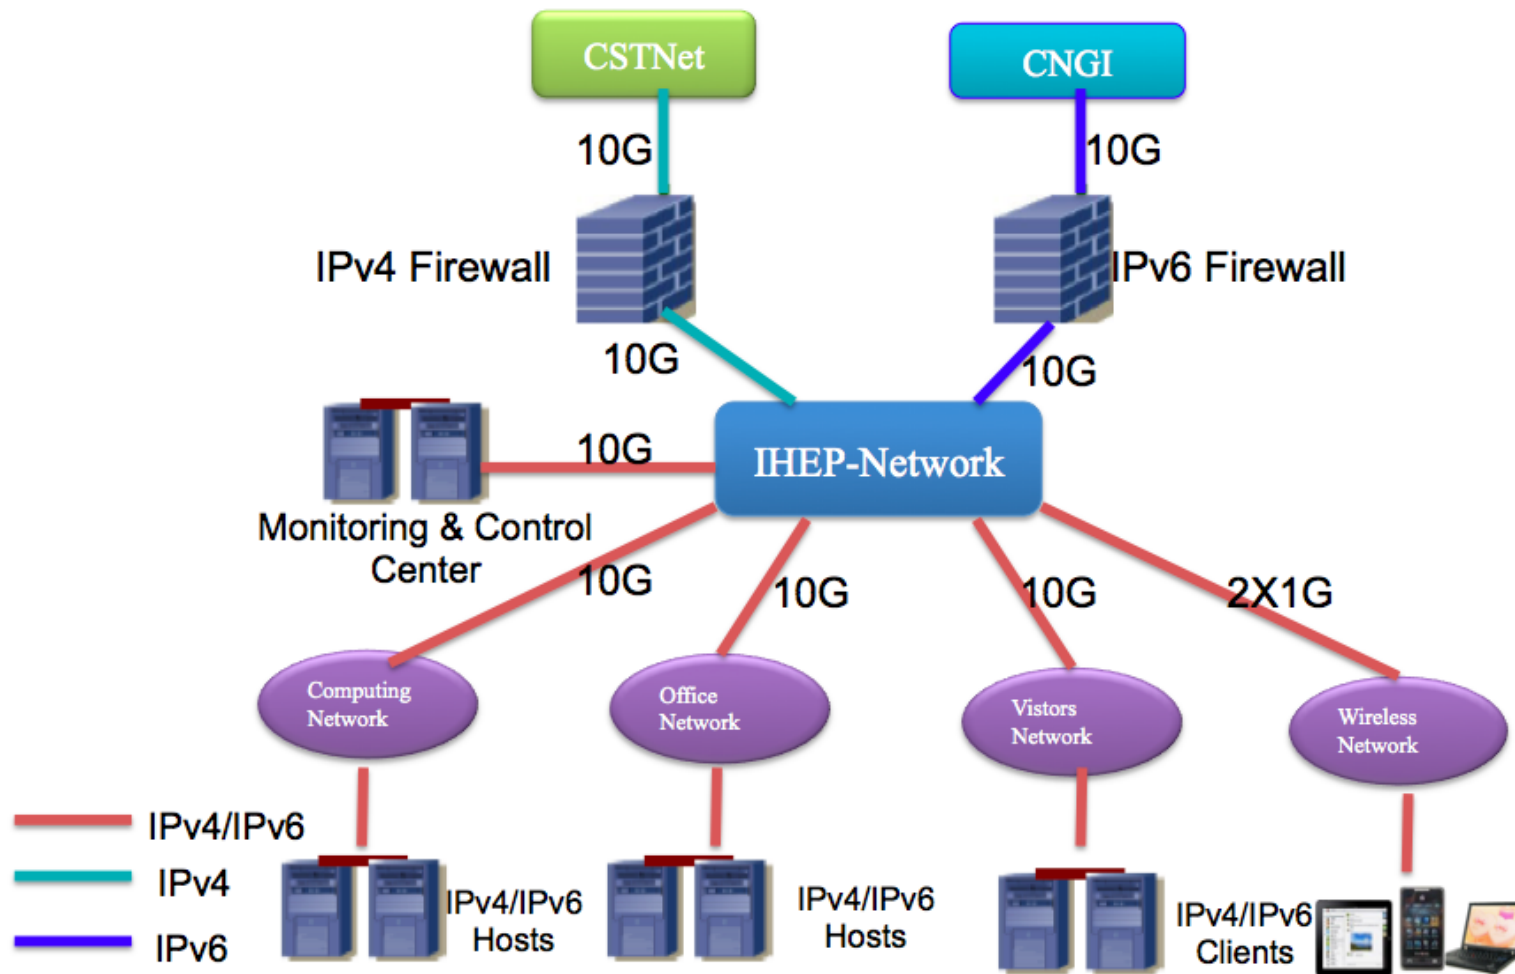 CSTNet
CNGI
10G
10G
IPv4 Firewall
IPv6 Firewall
10G
10G
10G
IHEP-Network
Monitoring & Control
Center
10G
10G
10G
2X1G
Computing
Network
Office
Network
Vistors
Network
Wireless
Network
IPv4/IPv6
IPv4
IPv6
IPv4/IPv6
Hosts
IPv4/IPv6
Hosts
IPv4/IPv6
Clients